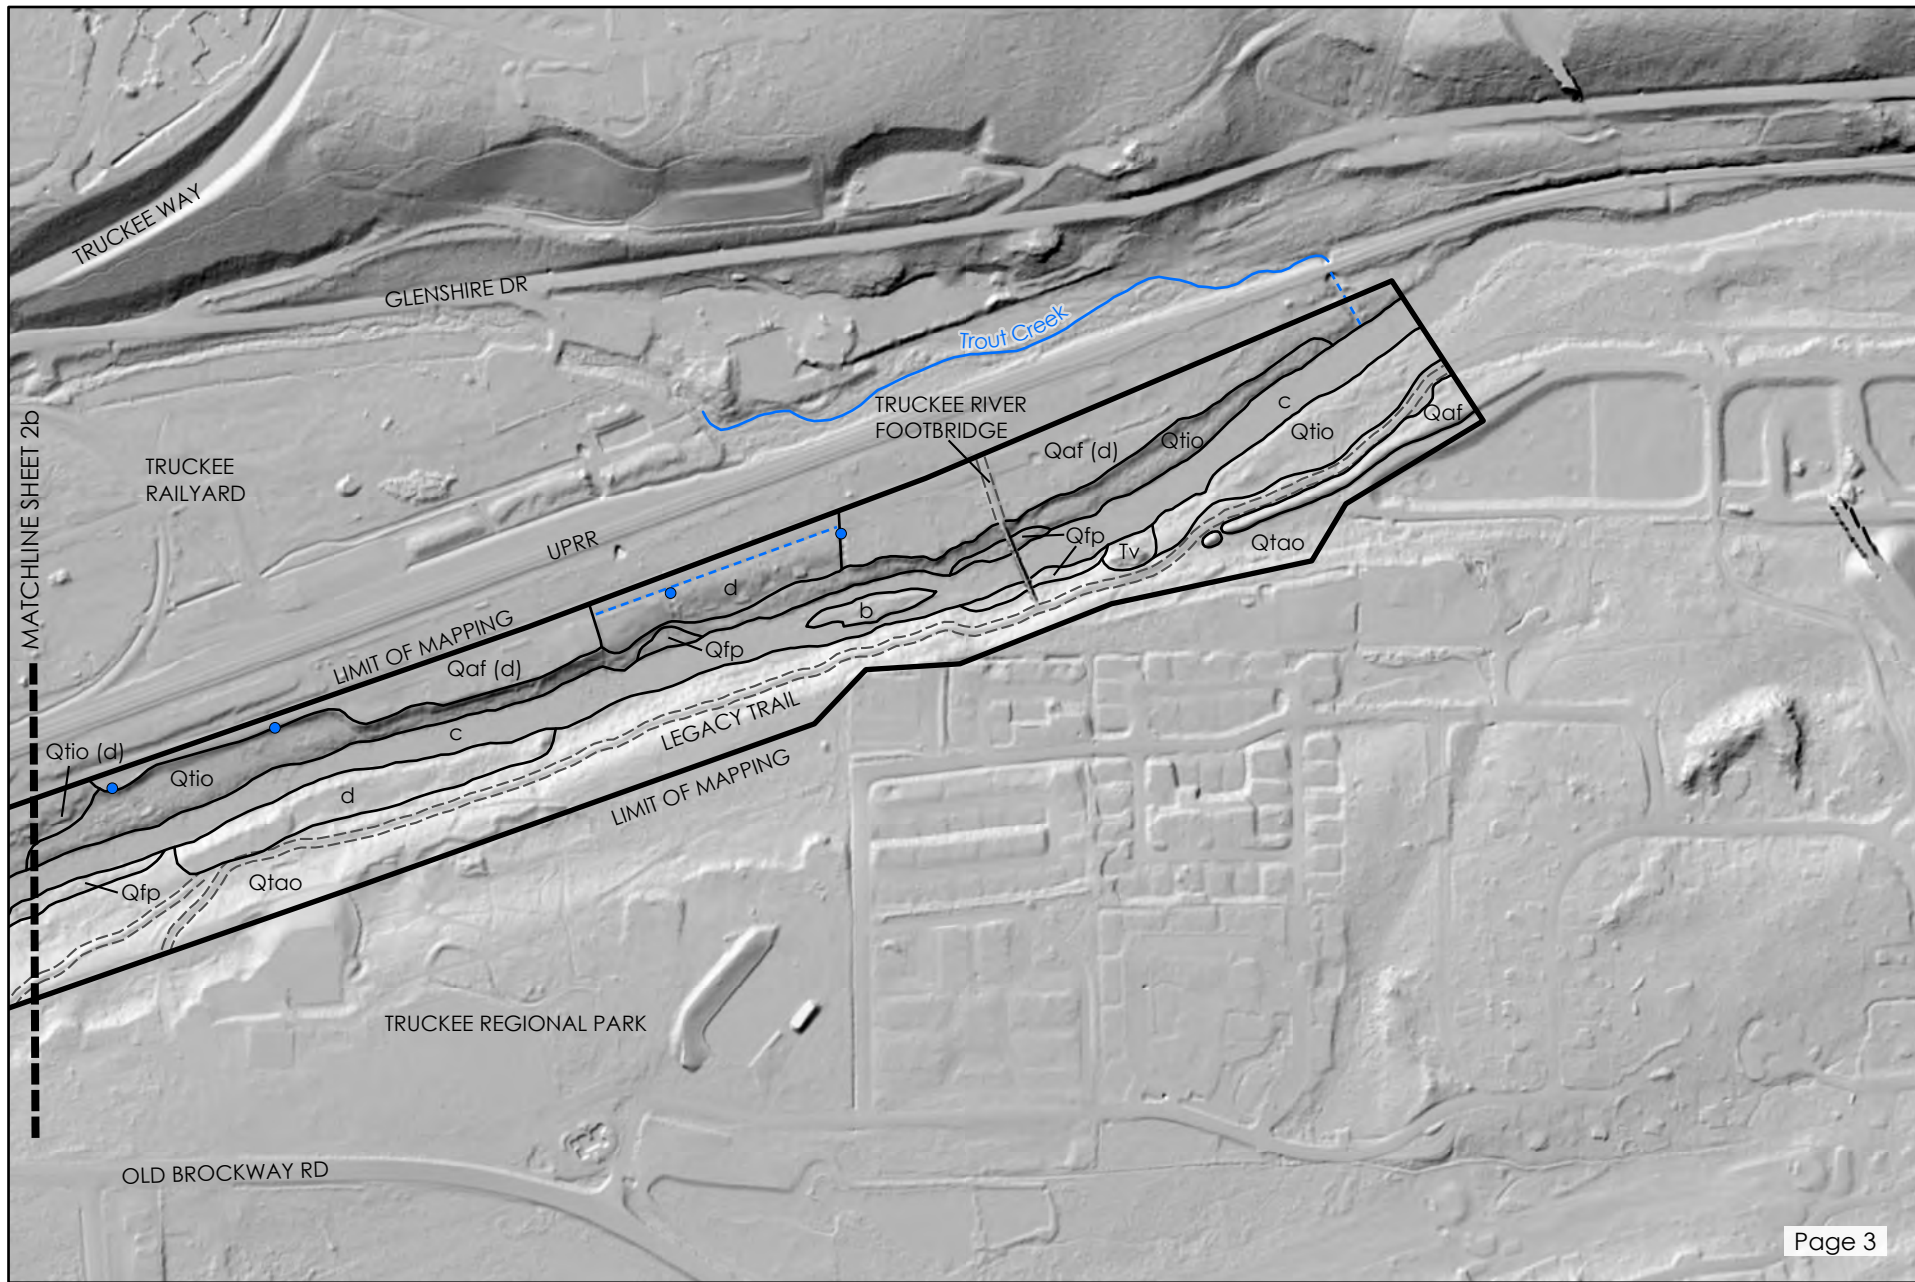 TRUCKEE WAY
GLENSHIRE DR
Trout Creek
MATCHLINE SHEET 2b
TRUCKEE
RAILYARD
UPRR
TRUCKEE RIVER
FOOTBRIDGE
Qaf (d)
Qtio
c
Qtio
Qaf
Qfp
Tv
Qtao
d
b
LIMIT OF MAPPING
Qaf (d)
Qfp
LEGACY TRAIL
LIMIT OF MAPPING
Qtio (d)
Qtio
c
d
Qfp
Qtao
TRUCKEE REGIONAL PARK
OLD BROCKWAY RD
Page 3